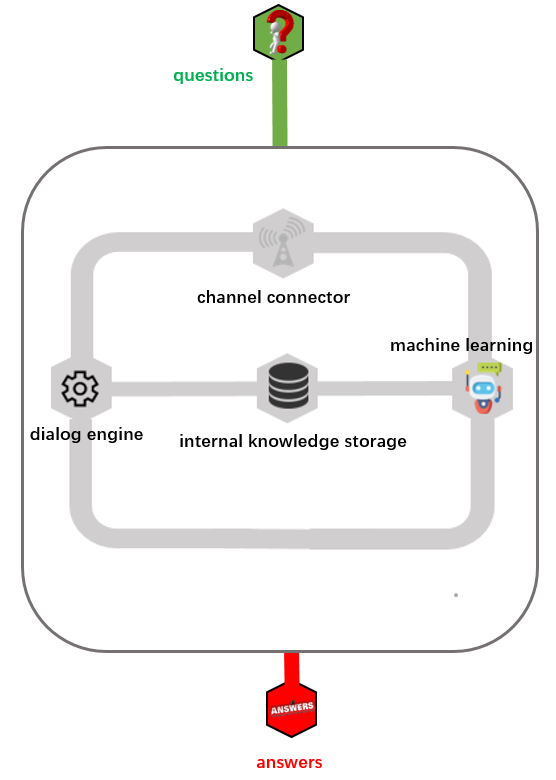 questions
channel connector
machine learning
dialog engine
internal knowledge storage
ANSWERS
answers